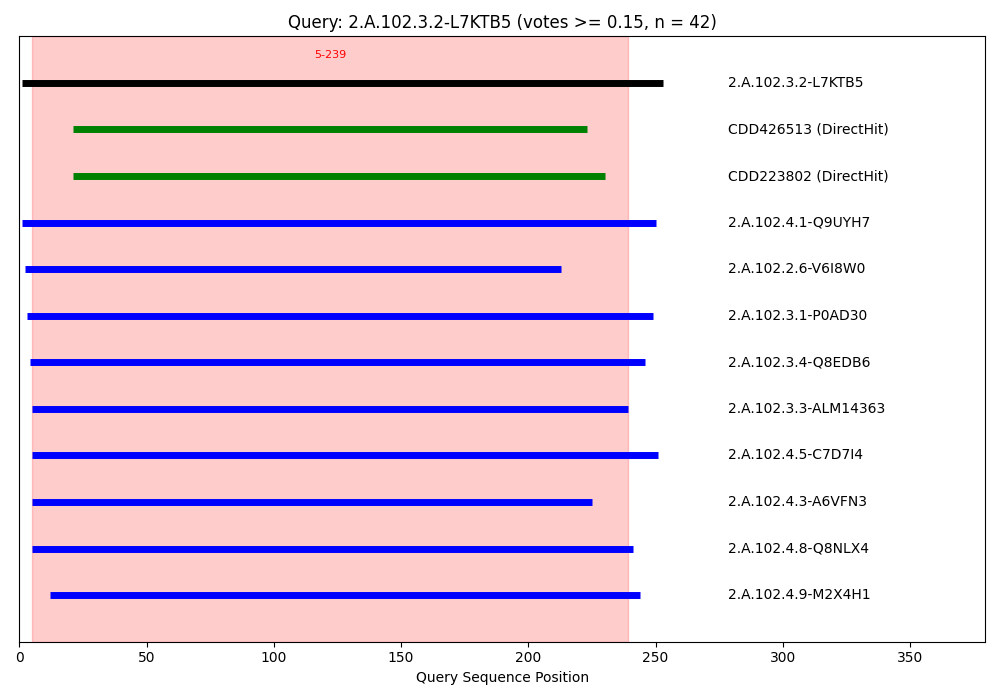 Query: 2.A.102.3.2-L7KTB5 (votes >= 0.15, n = 42)
5-239
2.A.102.3.2-L7KTB5
CDD426513 (DirectHit)
CDD223802 (DirectHit)
2.A.102.4.1-Q9UYH7
2.A.102.2.6-V6I8W0
2.A.102.3.1-P0AD30
2.A.102.3.4-Q8EDB6
2.A.102.3.3-ALM14363
2.A.102.4.5-C7D7I4
2.A.102.4.3-A6VFN3
2.A.102.4.8-Q8NLX4
2.A.102.4.9-M2X4H1
0 50 100 150 200 250 300 350
Query Sequence Position